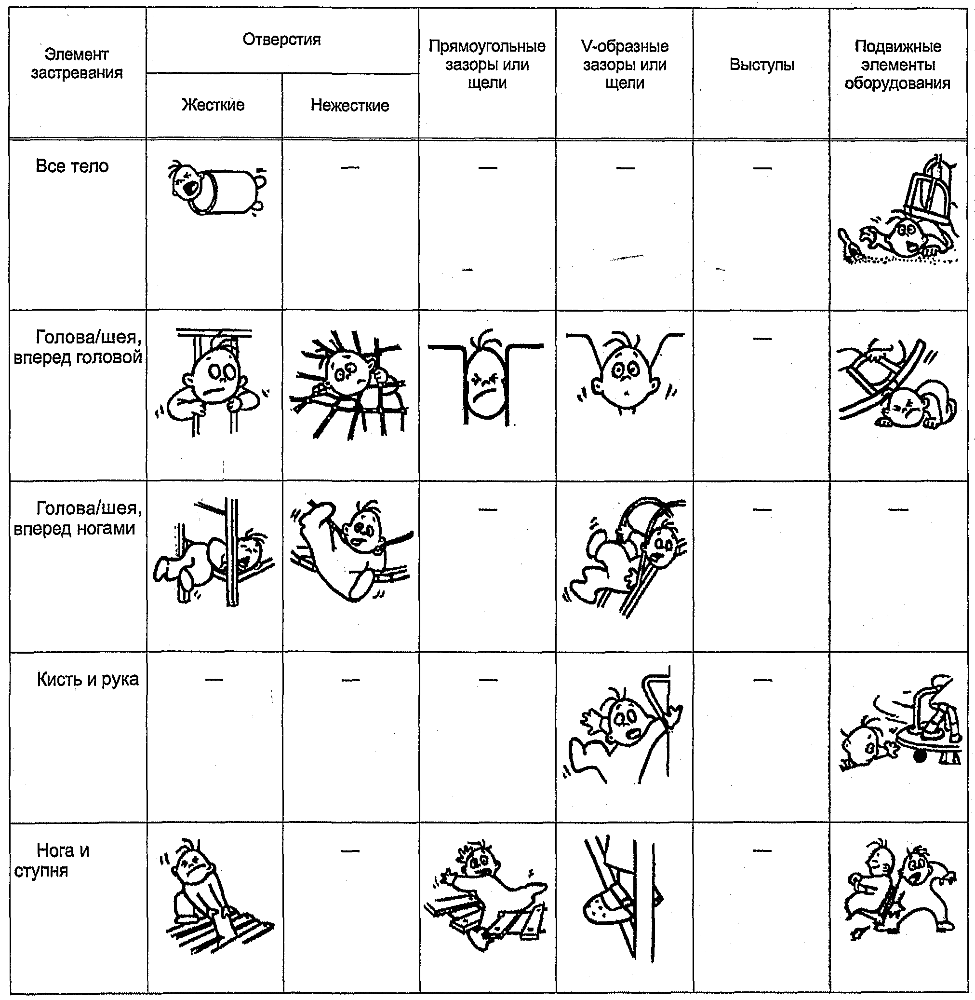 Элемент
застревания
Отверстия
Жесткие
Нежесткие
Прямоугольные
зазоры или
щели
V-образные
зазоры или
щели
Выступы
Подвижные
элементы
оборудования
Все тело
—
—
—
—
Голова/шея,
вперед головой
—
Голова/шея,
вперед ногами
—
—
—
Кисть и рука
—
—
—
—
Нога и
ступня
—
—